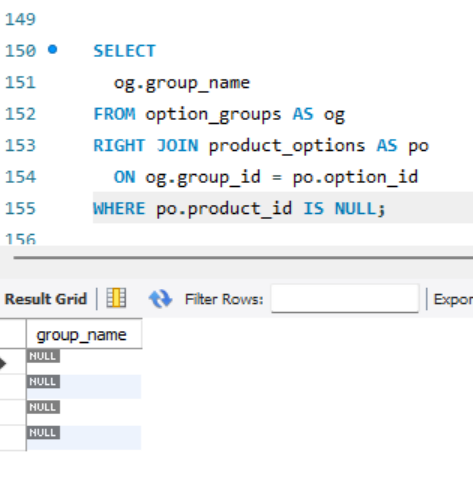 149
150 SELECT
151 og.group_name
152 FROM option_groups AS og
153 RIGHT JOIN product_options AS po
154 ON og.group_id = po.option_id
155 WHERE po.product_id IS NULL;
156
Result Grid Filter Rows: Expor
group_name
NULL
NULL
NULL
NULL